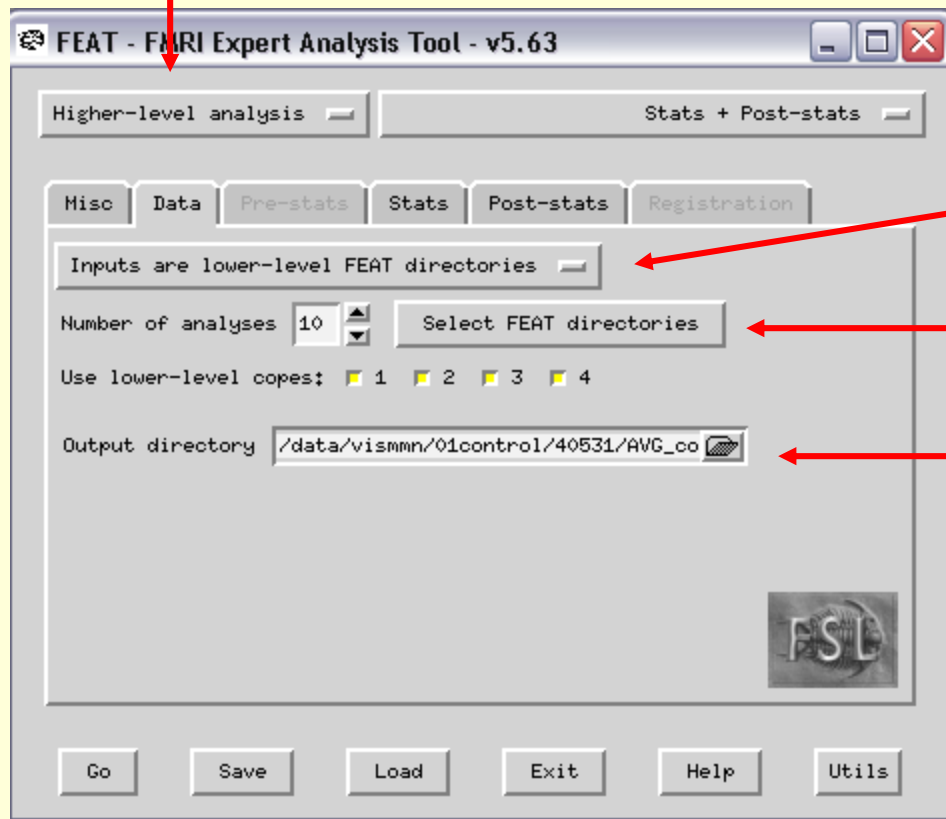 FEAT - FMRI Expert Analysis Tool - v5.63
Higher-level analysis Stats + Post-stats
Misc Data Pre-stats Stats Post-stats Registration
Inputs are lower-level FEAT directories
Number of analyses 10 Select FEAT directories
Use lower-level copes: 1 2 3 4
Output directory /data/vismmn/01control/40531/AVG_co
FSL
Go Save Load Exit Help Utils